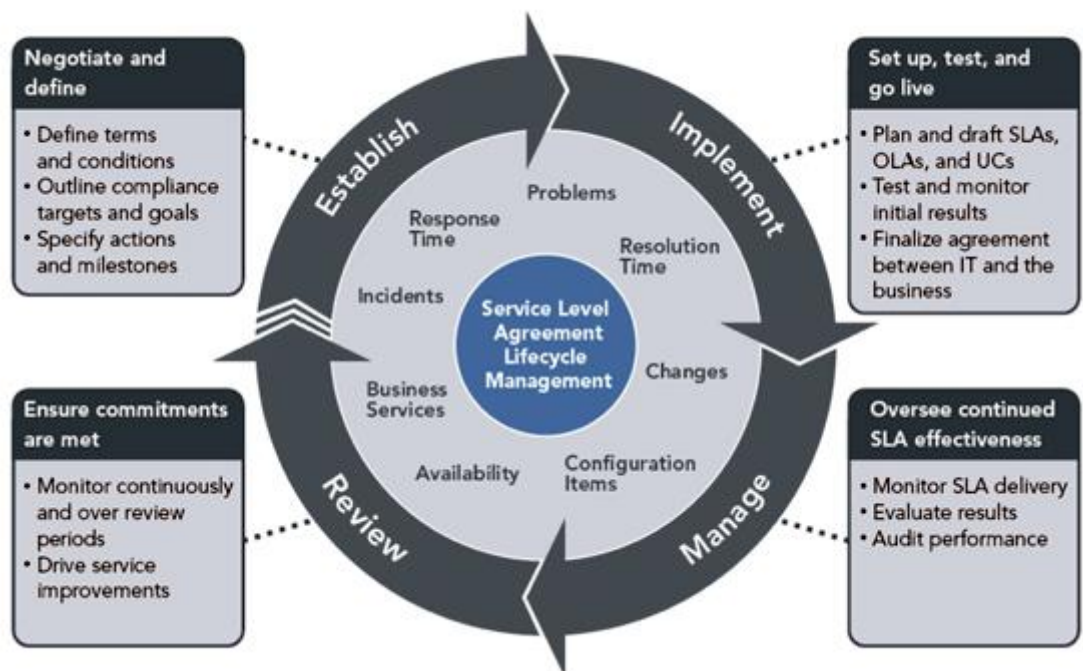 Negotiate and
define
• Define terms
and conditions
• Outline compliance
targets and goals
• Specify actions
and milestones
Establish
Implement
Set up, test, and
go live
• Plan and draft SLAs,
OLAs, and UCs
• Test and monitor
initial results
• Finalize agreement
between IT and the
business
Problems
Response
Time
Resolution
Time
Incidents
Service Level
Agreement
Lifecycle
Management
Changes
Business
Services
Availability
Configuration
Items
Ensure commitments
are met
• Monitor continuously
and over review
periods
• Drive service
improvements
Review
Manage
Oversee continued
SLA effectiveness
• Monitor SLA delivery
• Evaluate results
• Audit performance